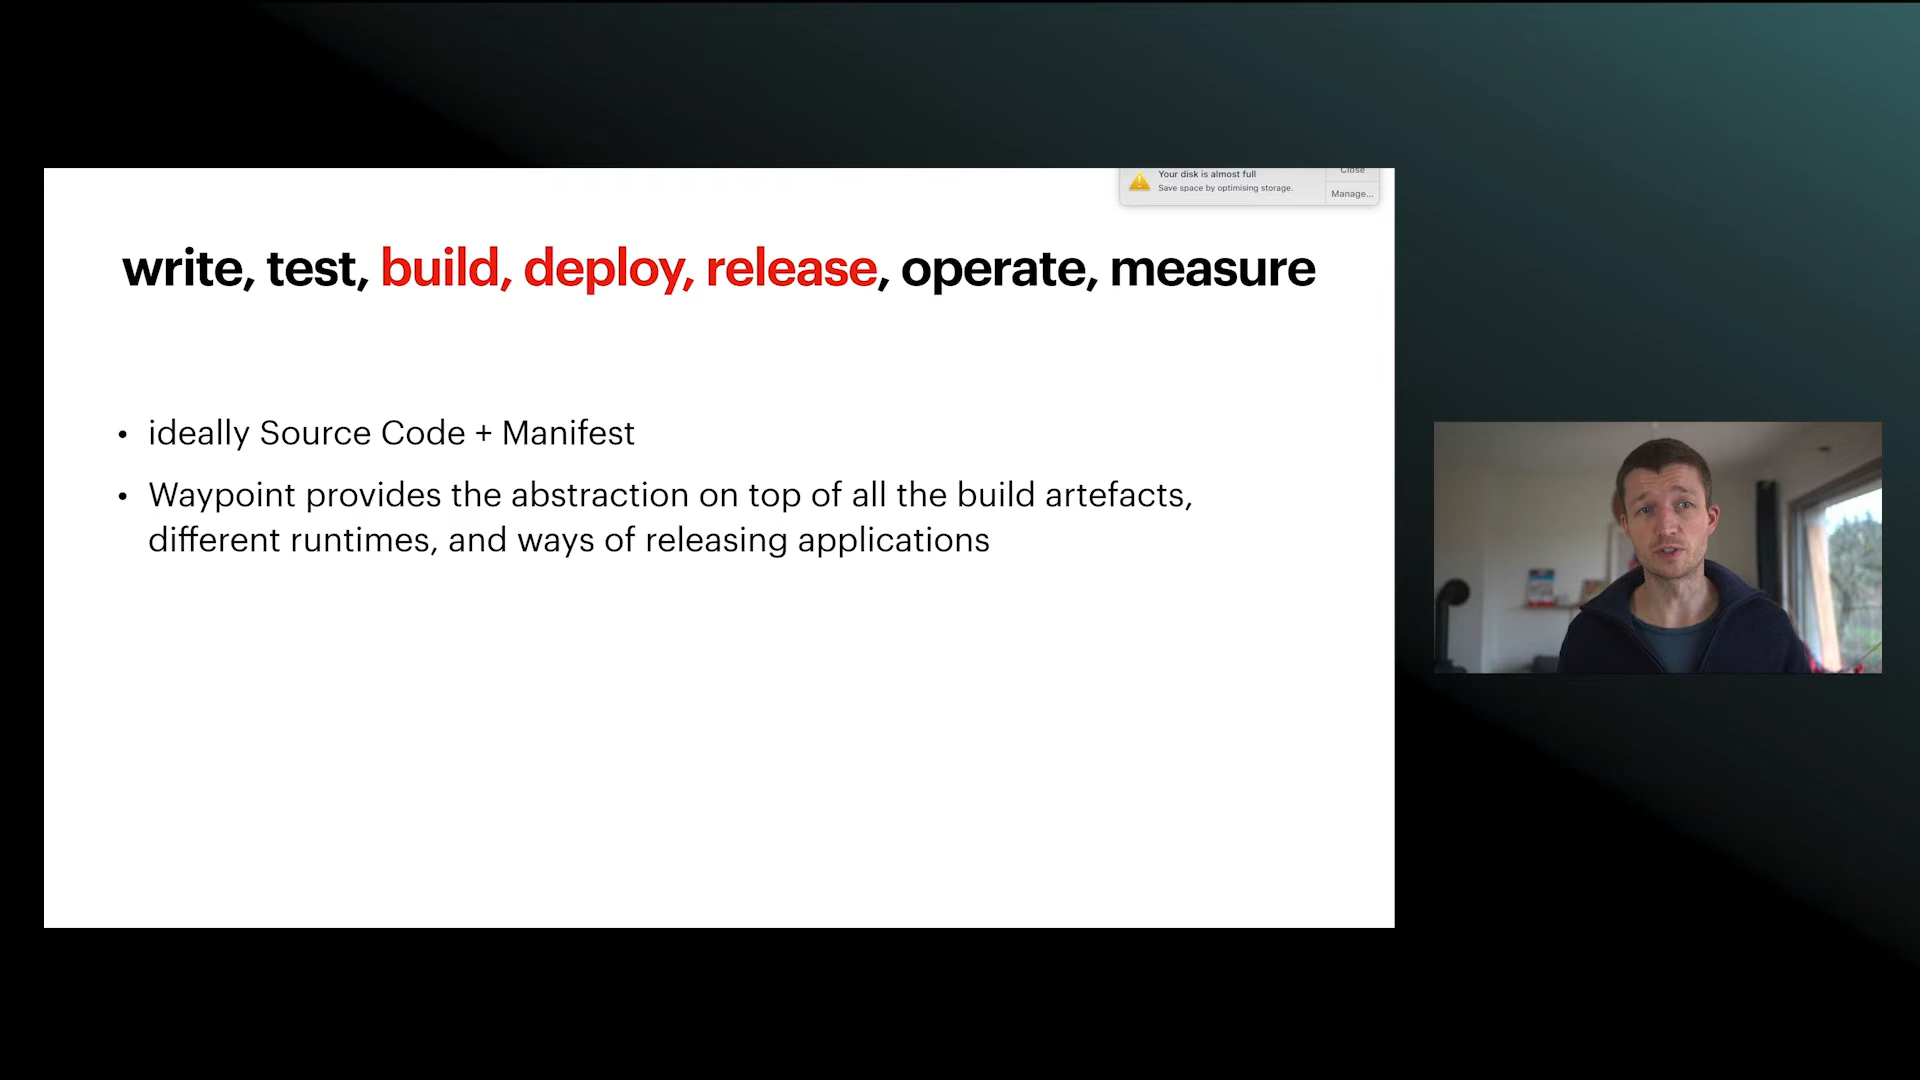 Your disk is almost full
Save space by optimising storage.
Close
Manage...
write, test, build, deploy, release, operate, measure
• ideally Source Code + Manifest
• Waypoint provides the abstraction on top of all the build artefacts,
different runtimes, and ways of releasing applications